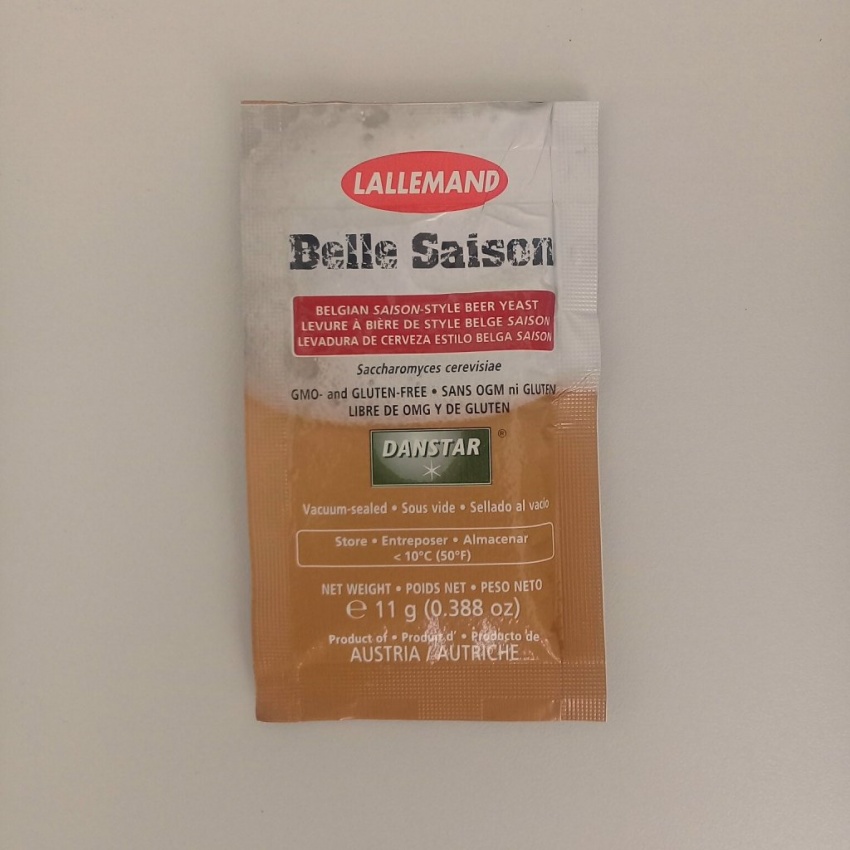 LALLEMAND
Belle Saison
BELGIAN SAISON-STYLE BEER YEAST
LEVURE À BIÈRE DE STYLE BELGE SAISON
LEVADURA DE CERVEZA ESTILO BELGA SAISON
Saccharomyces cerevisiae
GMO- and GLUTEN-FREE • SANS OGM ni GLUTEN
LIBRE DE OMG Y DE GLUTEN
DANSTAR ®
Vacuum-sealed • Sous vide • Sellado al vacío
Store • Entreposer • Almacenar
< 10°C (50°F)
NET WEIGHT • POIDS NET • PESO NETO
℮ 11 g (0.388 oz)
Product of • Produit d' • Producto de
AUSTRIA / AUTRICHE